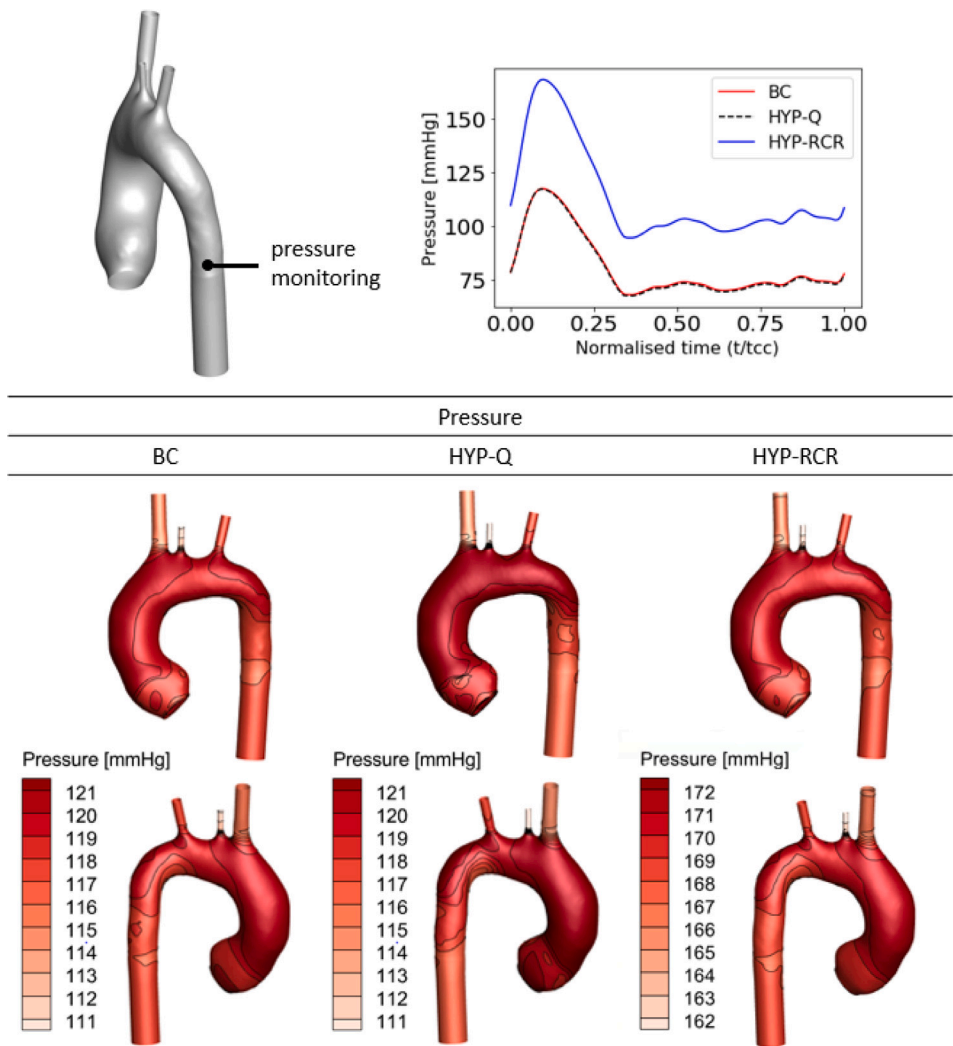 pressure
monitoring
Pressure [mmHg]
150
125
100
75
BC
HYP-Q
HYP-RCR
0.00 0.25 0.50 0.75 1.00
Normalised time (t/tcc)
Pressure
BC HYP-Q HYP-RCR
Pressure [mmHg] Pressure [mmHg] Pressure [mmHg]
121 121 172
120 120 171
119 119 170
118 118 169
117 117 168
116 116 167
115 115 166
114 114 165
113 113 164
112 112 163
111 111 162